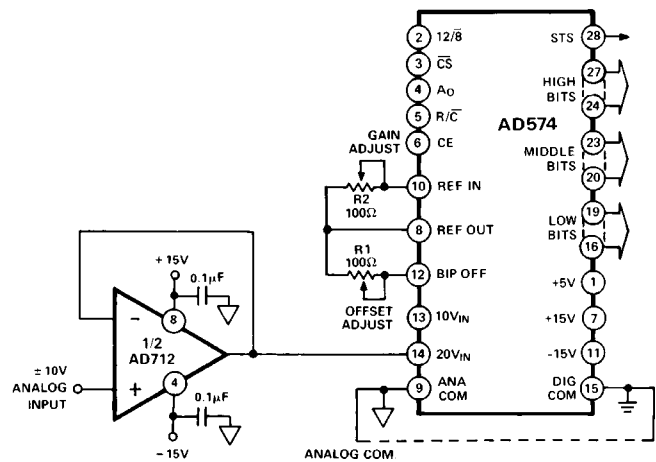 2 12/8̅
3 C̅S̅
4 A₀
5 R/C̅
6 CE
GAIN
ADJUST
R2
100Ω
10 REF IN
8 REF OUT
R1
100Ω
12 BIP OFF
OFFSET
ADJUST
13 10VIN
14 20VIN
9 ANA
COM
AD574
STS 28
27
HIGH
BITS
24
23
MIDDLE
BITS
20
19
LOW
BITS
16
+5V 1
+15V 7
-15V 11
DIG
COM 15
+15V
0.1µF
8
−
1/2
AD712
±10V
ANALOG
INPUT
+
4
0.1µF
−15V
ANALOG COM